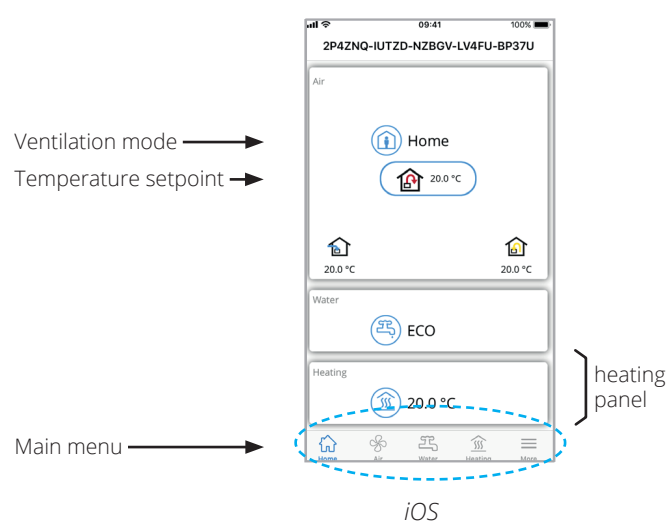 09:41
100%
2P4ZNQ-IUTZD-NZBGV-LV4FU-BP37U
Air
Ventilation mode
Home
Temperature setpoint
20.0 °C
20.0 °C
20.0 °C
Water
ECO
Heating
20.0 °C
heating
panel
Main menu
Home
Air
Water
Heating
More
iOS